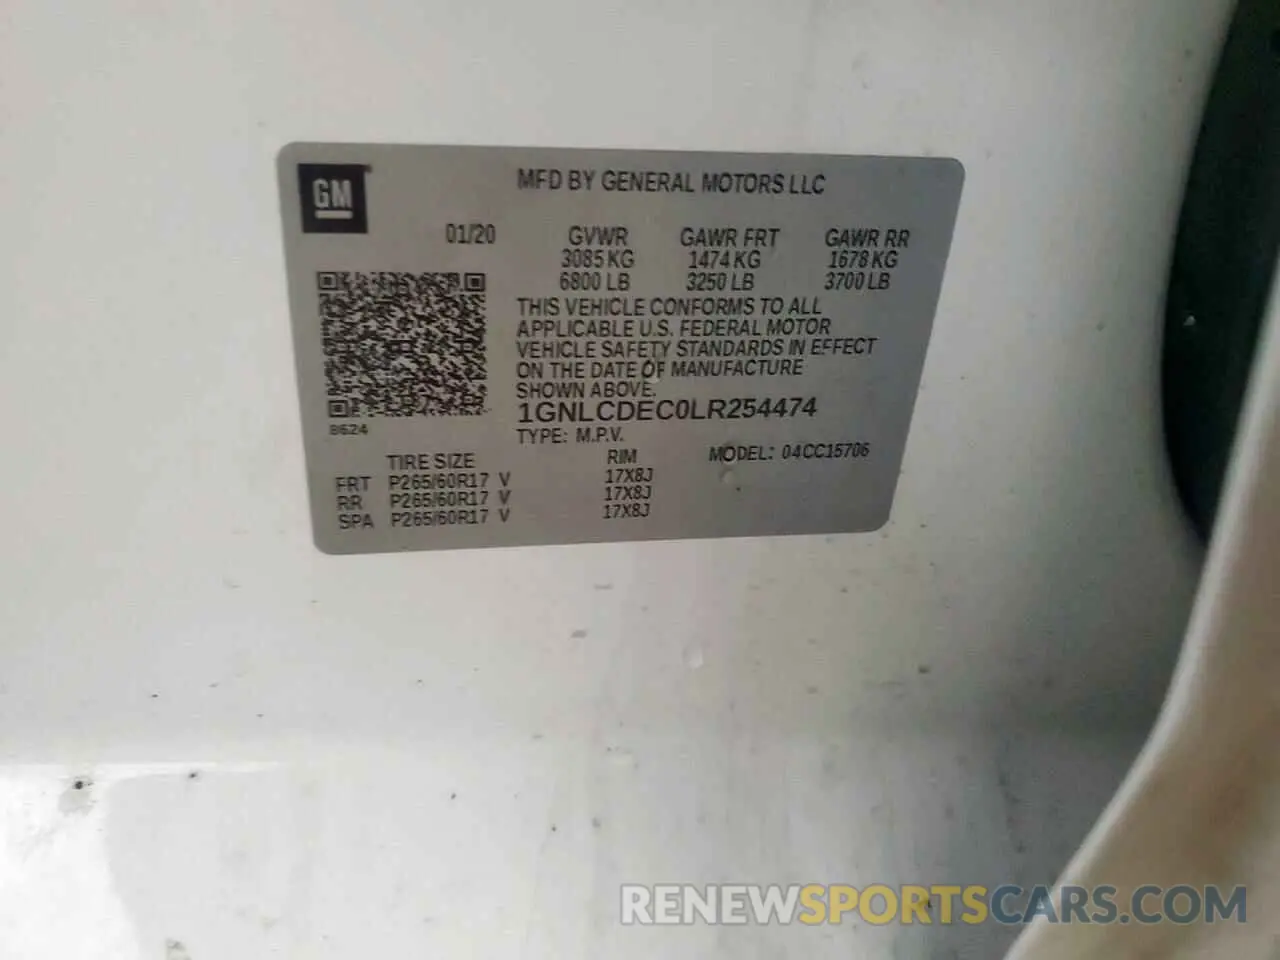 GM
MFD BY GENERAL MOTORS LLC
01/20 GVWR GAWR FRT GAWR RR
3085 KG 1474 KG 1678 KG
6800 LB 3250 LB 3700 LB
THIS VEHICLE CONFORMS TO ALL
APPLICABLE U.S. FEDERAL MOTOR
VEHICLE SAFETY STANDARDS IN EFFECT
ON THE DATE OF MANUFACTURE
SHOWN ABOVE.
1GNLCDEC0LR254474
8624
TYPE: M.P.V.
TIRE SIZE RIM MODEL: 04CC15706
FRT P265/60R17 V 17X8J
RR P265/60R17 V 17X8J
SPA P265/60R17 V 17X8J
RENEWSPORTSCARS.COM